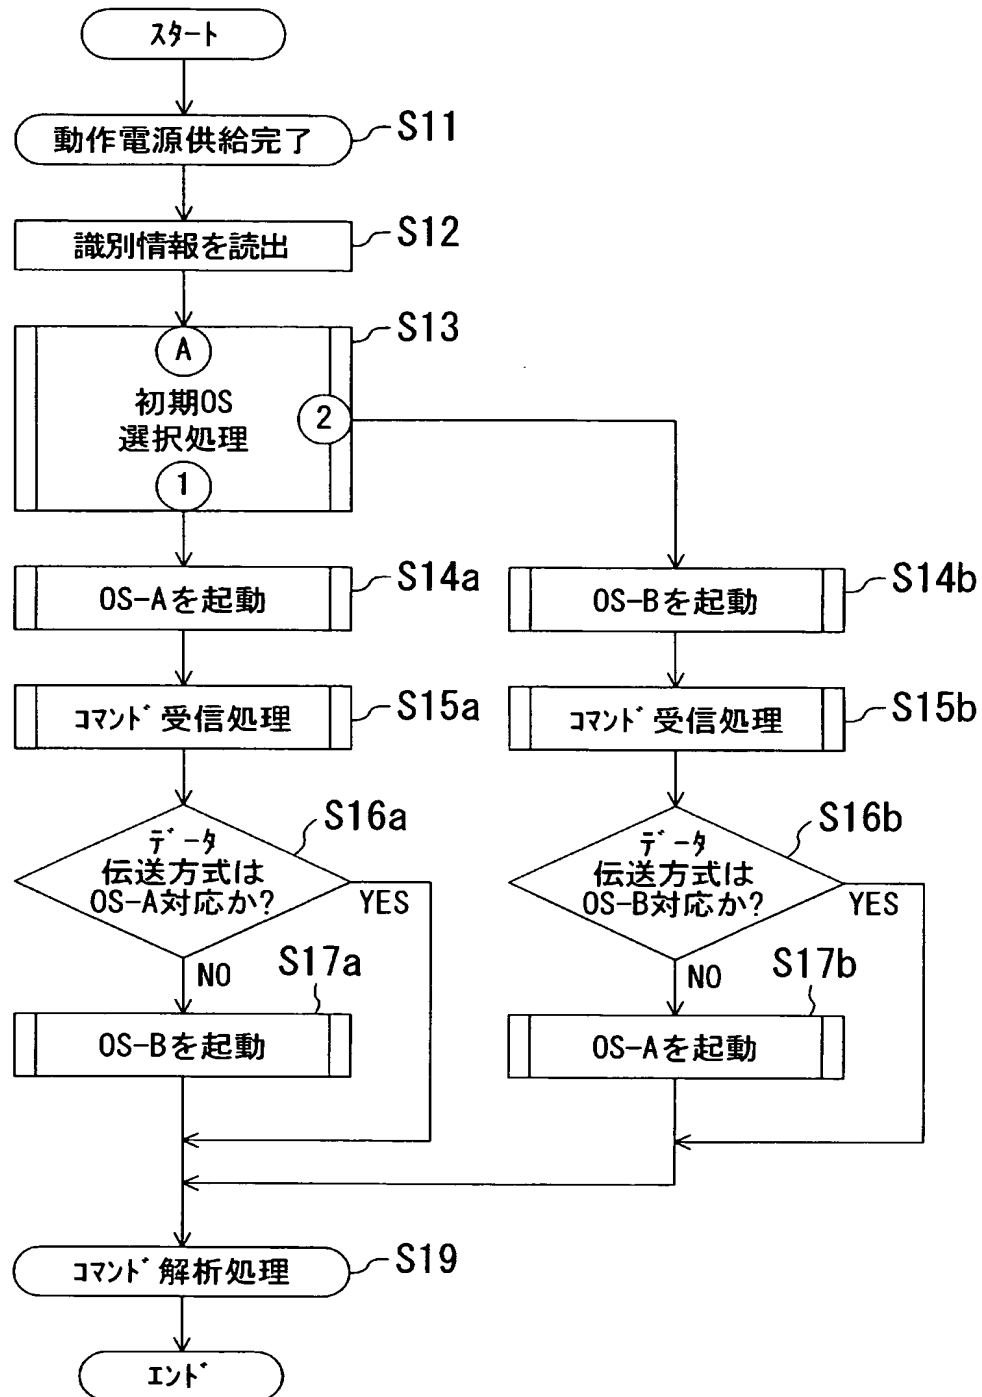 スタート
動作電源供給完了
S11
識別情報を読出
S12
S13
A
初期OS
選択処理
2
1
OS-Aを起動
S14a
OS-Bを起動
S14b
コマンド受信処理
S15a
コマンド受信処理
S15b
S16a
データ
伝送方式は
OS-A対応か?
YES
NO
S16b
データ
伝送方式は
OS-B対応か?
YES
NO
S17a
OS-Bを起動
S17b
OS-Aを起動
コマンド解析処理
S19
エンド